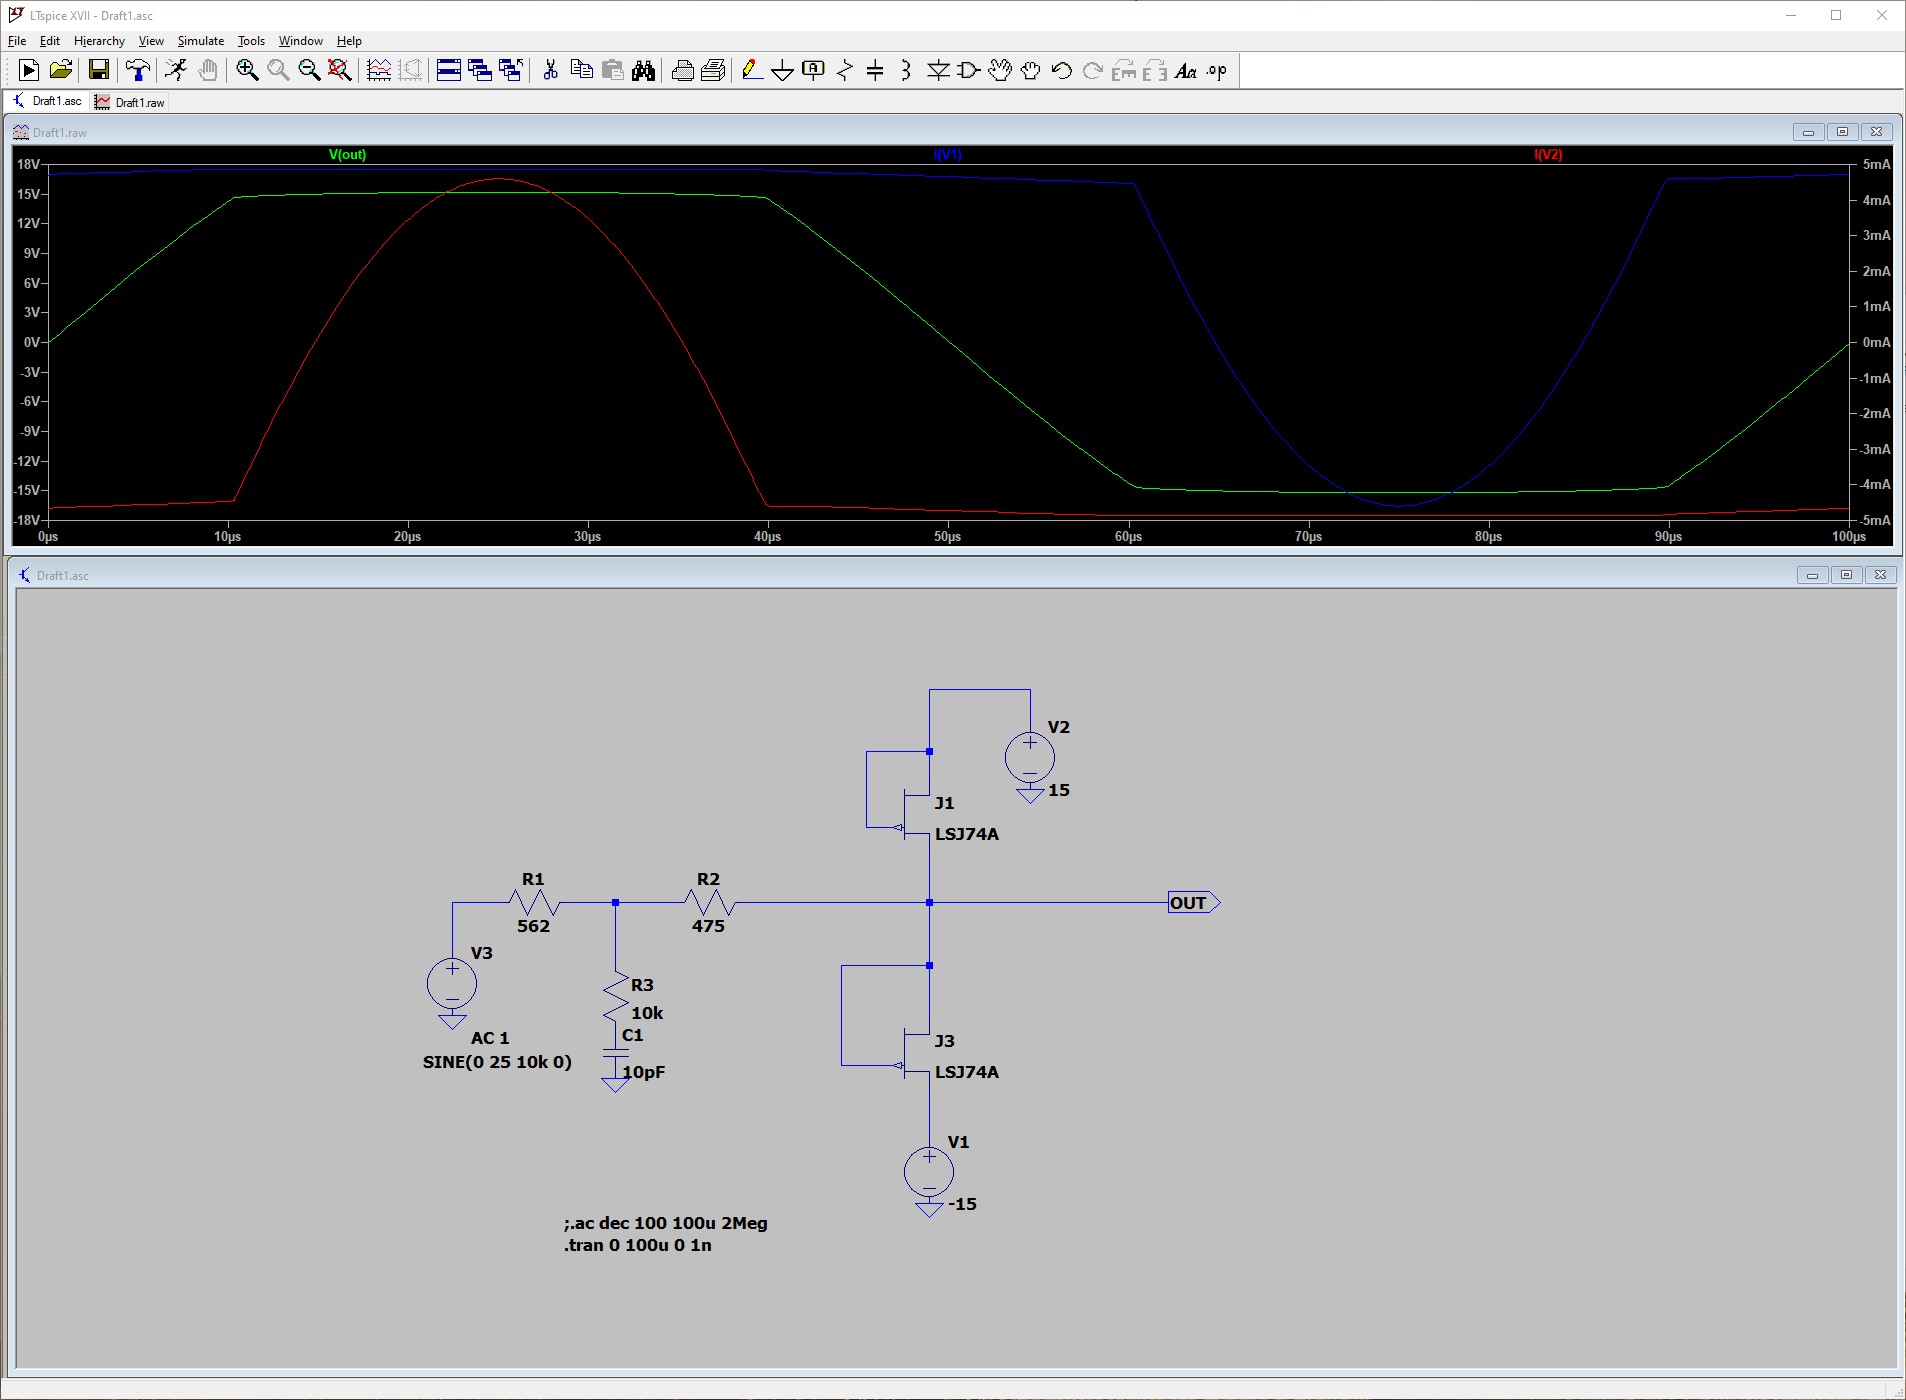 LTspice XVII - Draft1.asc
File Edit Hierarchy View Simulate Tools Window Help
Draft1.asc Draft1.raw
Draft1.raw
V(out) I(V1) I(V2)
18V 5mA
15V 4mA
12V 3mA
9V 2mA
6V 1mA
3V 0mA
0V -1mA
-3V -2mA
-6V -3mA
-9V -4mA
-12V -5mA
-15V
-18V
0µs 10µs 20µs 30µs 40µs 50µs 60µs 70µs 80µs 90µs 100µs
Draft1.asc
V2
15
J1
LSJ74A
R1 R2
562 475
OUT
V3
R3
10k
C1
10pF
AC 1
SINE(0 25 10k 0)
J3
LSJ74A
V1
-15
;.ac dec 100 100u 2Meg
.tran 0 100u 0 1n